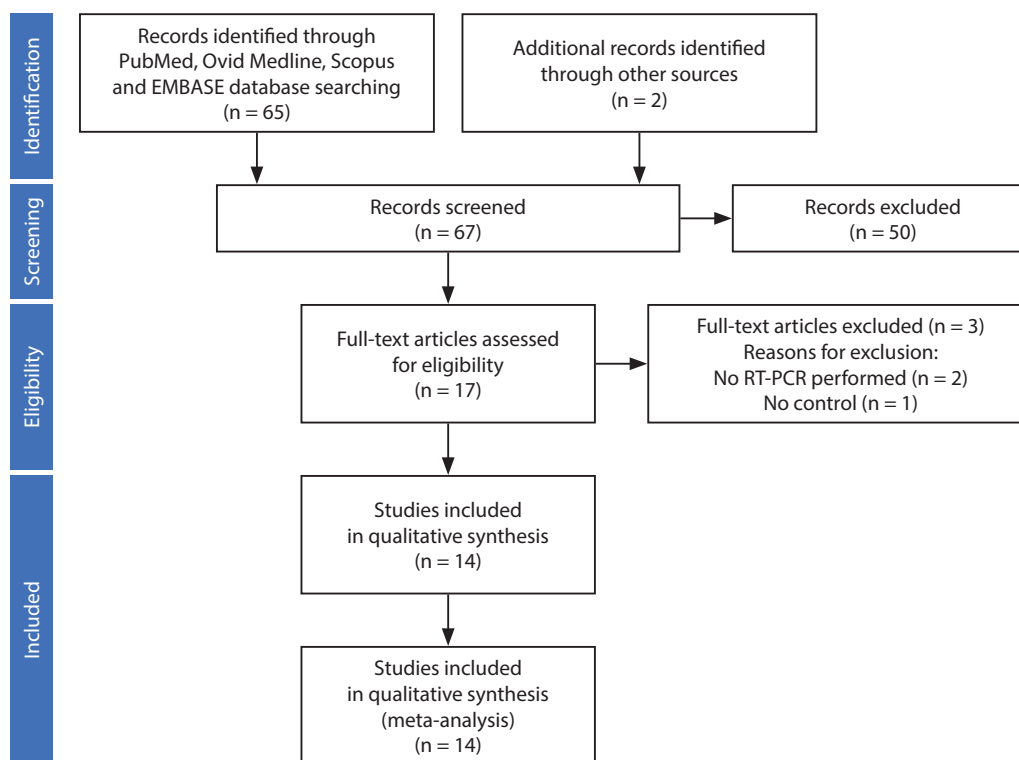 Identification
Records identified through
PubMed, Ovid Medline, Scopus
and EMBASE database searching
(n = 65)
Additional records identified
through other sources
(n = 2)
Screening
Records screened
(n = 67)
Records excluded
(n = 50)
Eligibility
Full-text articles assessed
for eligibility
(n = 17)
Full-text articles excluded (n = 3)
Reasons for exclusion:
No RT-PCR performed (n = 2)
No control (n = 1)
Included
Studies included
in qualitative synthesis
(n = 14)
Studies included
in qualitative synthesis
(meta-analysis)
(n = 14)